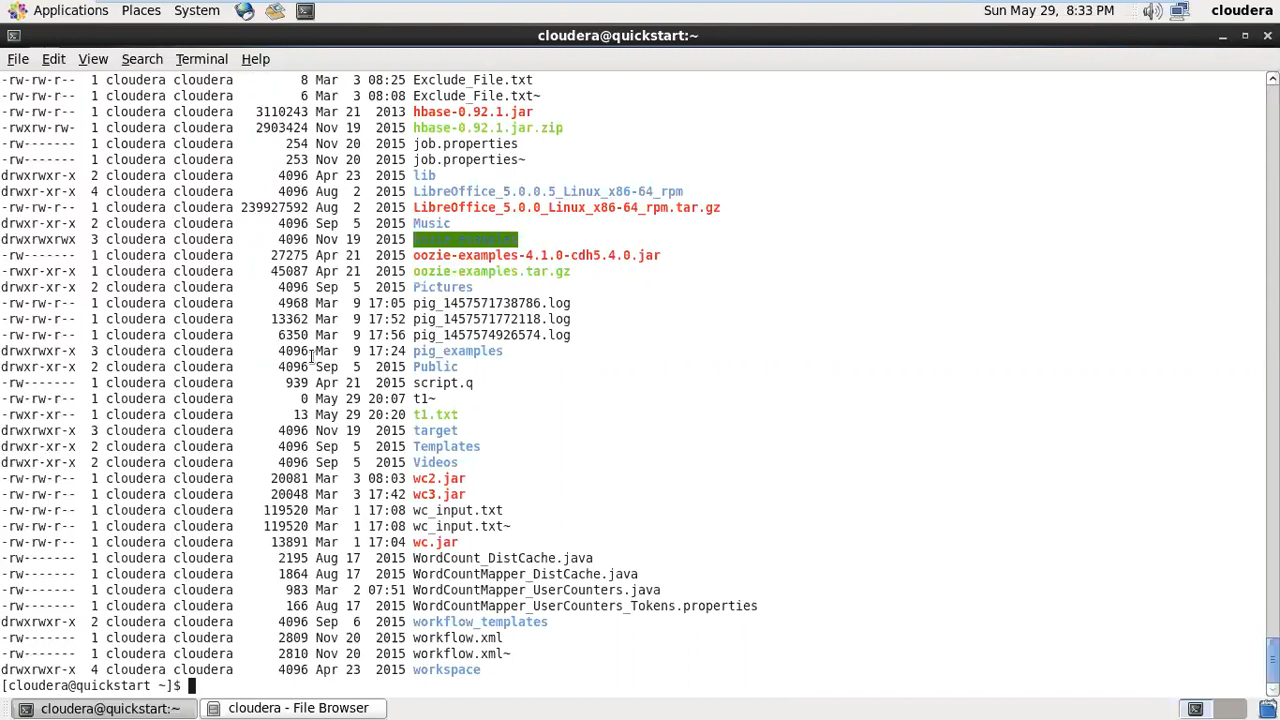 Applications Places System Sun May 29, 8:33 PM cloudera
cloudera@quickstart:~
File Edit View Search Terminal Help
-rw-rw-r-- 1 cloudera cloudera 8 Mar 3 08:25 Exclude_File.txt
-rw-rw-r-- 1 cloudera cloudera 6 Mar 3 08:08 Exclude_File.txt~
-rw-rw-r-- 1 cloudera cloudera 3110243 Mar 21 2013 hbase-0.92.1.jar
-rwxrw-rw- 1 cloudera cloudera 2903424 Nov 19 2015 hbase-0.92.1.jar.zip
-rw------- 1 cloudera cloudera 254 Nov 20 2015 job.properties
-rw------- 1 cloudera cloudera 253 Nov 20 2015 job.properties~
drwxrwxr-x 2 cloudera cloudera 4096 Apr 23 2015 lib
drwxrwxr-x 4 cloudera cloudera 4096 Aug 2 2015 LibreOffice_5.0.0.5_Linux_x86-64_rpm
-rw-rw-r-- 1 cloudera cloudera 239927592 Aug 2 2015 LibreOffice_5.0.0_Linux_x86-64_rpm.tar.gz
drwxr-xr-x 2 cloudera cloudera 4096 Sep 5 2015 Music
drwxrwxrwx 3 cloudera cloudera 4096 Nov 19 2015
-rw------- 1 cloudera cloudera 27275 Apr 21 2015 oozie-examples-4.1.0-cdh5.4.0.jar
-rwxr-xr-x 1 cloudera cloudera 45087 Apr 21 2015 oozie-examples.tar.gz
drwxr-xr-x 2 cloudera cloudera 4096 Sep 5 2015 Pictures
-rw-rw-r-- 1 cloudera cloudera 4968 Mar 9 17:05 pig_1457571738786.log
-rw-rw-r-- 1 cloudera cloudera 13362 Mar 9 17:52 pig_1457571772118.log
-rw-rw-r-- 1 cloudera cloudera 6350 Mar 9 17:56 pig_1457574926574.log
drwxrwxr-x 3 cloudera cloudera 4096 Mar 9 17:24 pig_examples
drwxr-xr-x 2 cloudera cloudera 4096 Sep 5 2015 Public
-rw------- 1 cloudera cloudera 939 Apr 21 2015 script.q
-rw-rw-r-- 1 cloudera cloudera 0 May 29 20:07 t1~
-rwxr-xr-x 1 cloudera cloudera 13 May 29 20:20 t1.txt
drwxr-xr-x 3 cloudera cloudera 4096 Nov 19 2015 target
drwxr-xr-x 2 cloudera cloudera 4096 Sep 5 2015 Templates
drwxr-xr-x 2 cloudera cloudera 4096 Sep 5 2015 Videos
-rw-rw-r-- 1 cloudera cloudera 20081 Mar 3 08:03 wc2.jar
-rw-rw-r-- 1 cloudera cloudera 20048 Mar 3 17:42 wc3.jar
-rw-rw-r-- 1 cloudera cloudera 119520 Mar 1 17:08 wc_input.txt
-rw-rw-r-- 1 cloudera cloudera 119520 Mar 1 17:08 wc_input.txt~
-rw-rw-r-- 1 cloudera cloudera 13891 Mar 1 17:04 wc.jar
-rw------- 1 cloudera cloudera 2195 Aug 17 2015 WordCount_DistCache.java
-rw------- 1 cloudera cloudera 1864 Aug 17 2015 WordCountMapper_DistCache.java
-rw------- 1 cloudera cloudera 983 Mar 2 07:51 WordCountMapper_UserCounters.java
-rw------- 1 cloudera cloudera 166 Aug 17 2015 WordCountMapper_UserCounters_Tokens.properties
drwxrwxr-x 2 cloudera cloudera 4096 Sep 6 2015 workflow_templates
-rw------- 1 cloudera cloudera 2809 Nov 20 2015 workflow.xml
-rw------- 1 cloudera cloudera 2810 Nov 20 2015 workflow.xml~
drwxrwxr-x 4 cloudera cloudera 4096 Apr 23 2015 workspace
[cloudera@quickstart ~]$
cloudera@quickstart:~ cloudera - File Browser